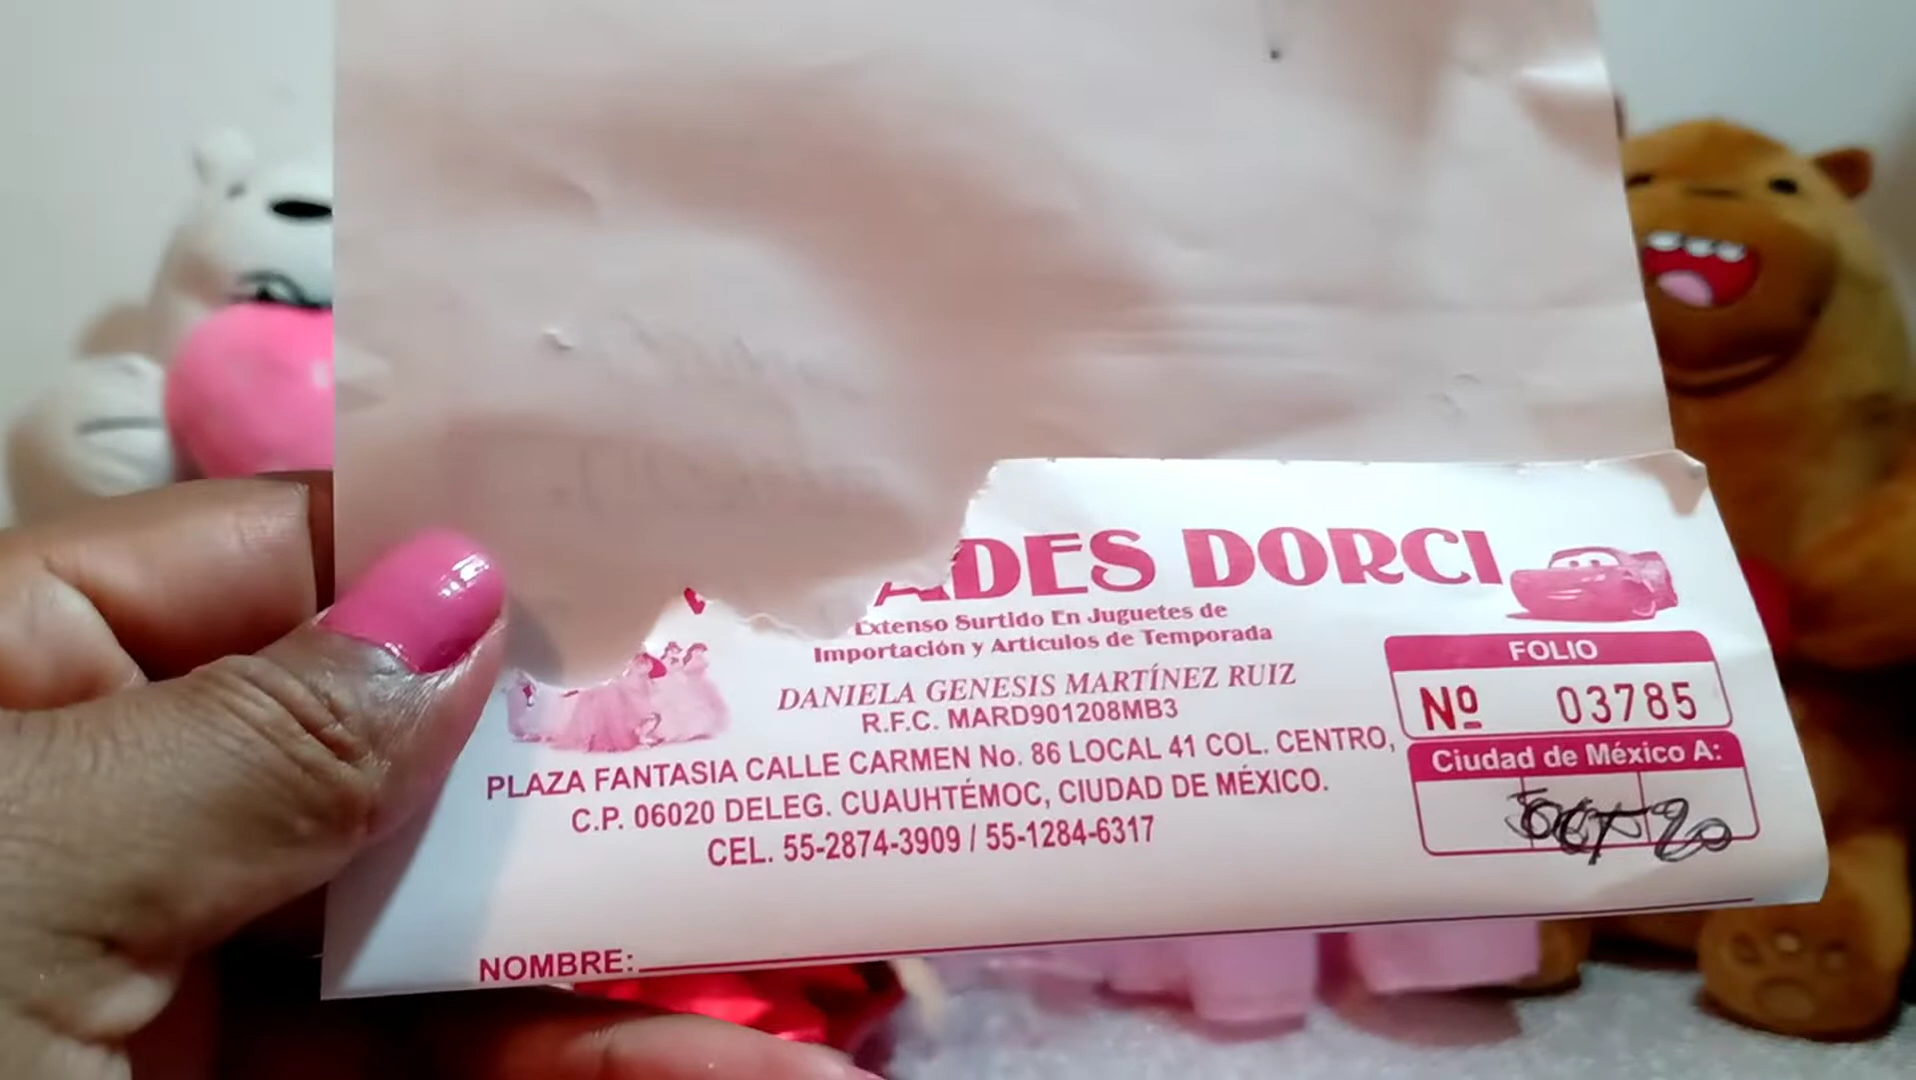 ADES DORCI
Extenso Surtido En Juguetes de
Importación y Artículos de Temporada
DANIELA GENESIS MARTÍNEZ RUIZ
R.F.C. MARD901208MB3
PLAZA FANTASIA CALLE CARMEN No. 86 LOCAL 41 COL. CENTRO,
C.P. 06020 DELEG. CUAUHTÉMOC, CIUDAD DE MÉXICO.
CEL. 55-2874-3909 / 55-1284-6317
FOLIO
Nº 03785
Ciudad de México A:
NOMBRE: